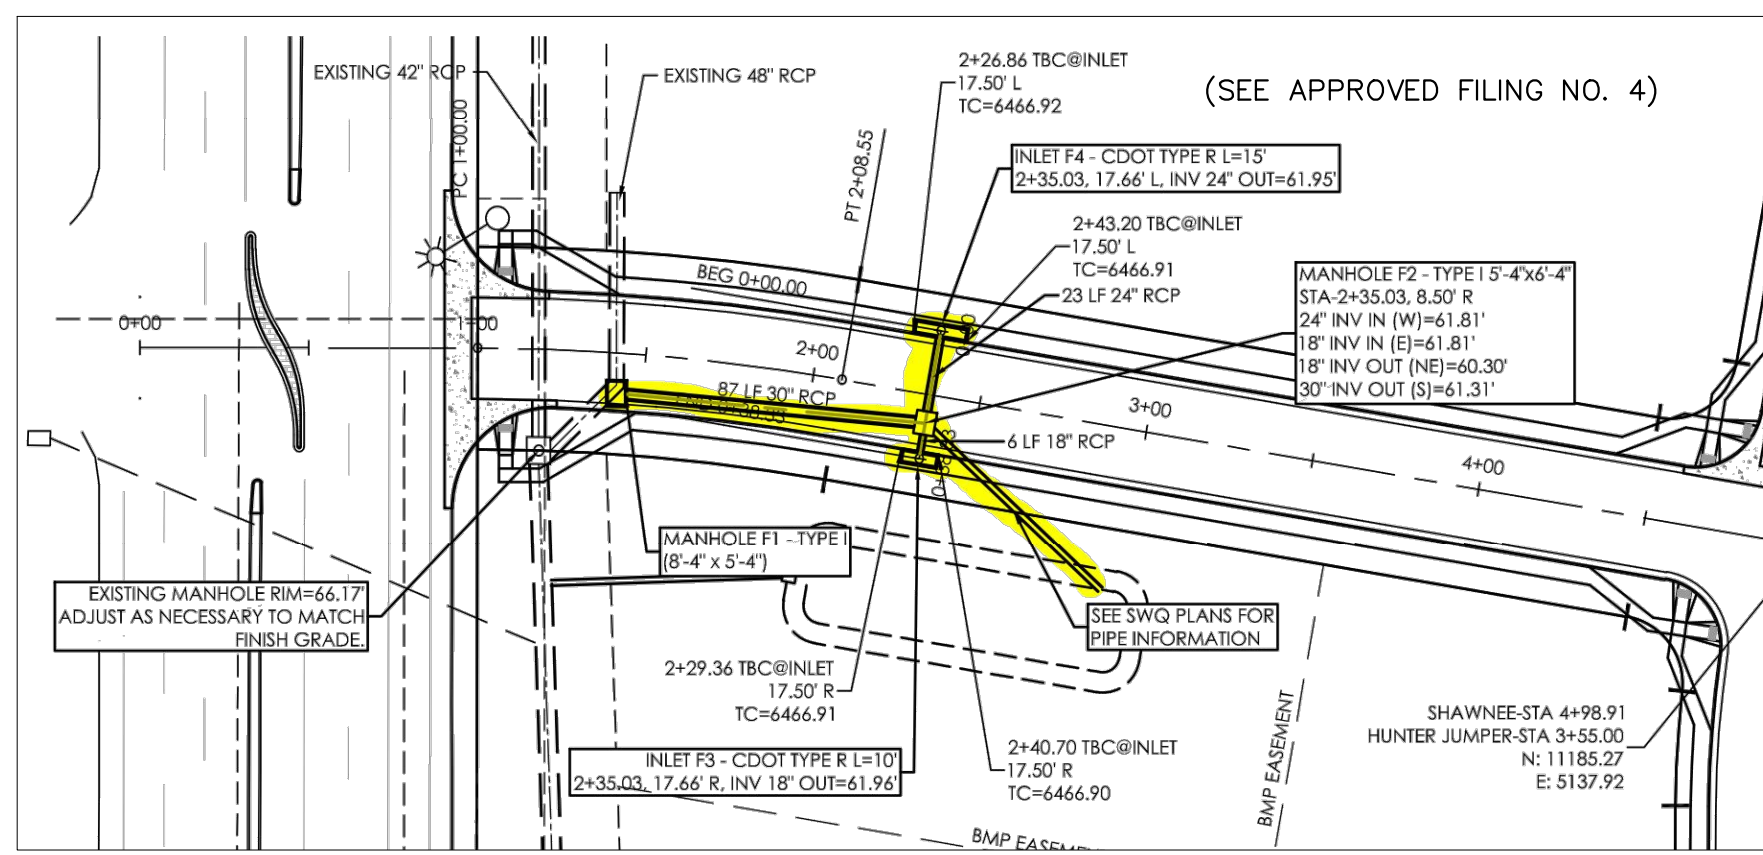 EXISTING 42" RCP
EXISTING 48" RCP
2+26.86 TBC@INLET
17.50' L
TC=6466.92
(SEE APPROVED FILING NO. 4)
PC 1+00.00
PT 2+08.55
INLET F4 - CDOT TYPE R L=15'
2+35.03, 17.66' L, INV 24" OUT=61.95'
2+43.20 TBC@INLET
17.50' L
TC=6466.91
23 LF 24" RCP
MANHOLE F2 - TYPE I 5'-4"x6'-4"
STA-2+35.03, 8.50' R
24" INV IN (W)=61.81'
18" INV IN (E)=61.81'
18" INV OUT (NE)=60.30'
30" INV OUT (S)=61.31'
BEG 0+00.00
0+00
1+00
2+00
3+00
4+00
87 LF 30" RCP
6 LF 18" RCP
MANHOLE F1 - TYPE I
(8'-4" x 5'-4")
EXISTING MANHOLE RIM=66.17'
ADJUST AS NECESSARY TO MATCH
FINISH GRADE.
SEE SWQ PLANS FOR
PIPE INFORMATION
2+29.36 TBC@INLET
17.50' R
TC=6466.91
INLET F3 - CDOT TYPE R L=10'
2+35.03, 17.66' R, INV 18" OUT=61.96'
2+40.70 TBC@INLET
17.50' R
TC=6466.90
BMP EASEMENT
BMP
SHAWNEE-STA 4+98.91
HUNTER JUMPER-STA 3+55.00
N: 11185.27
E: 5137.92